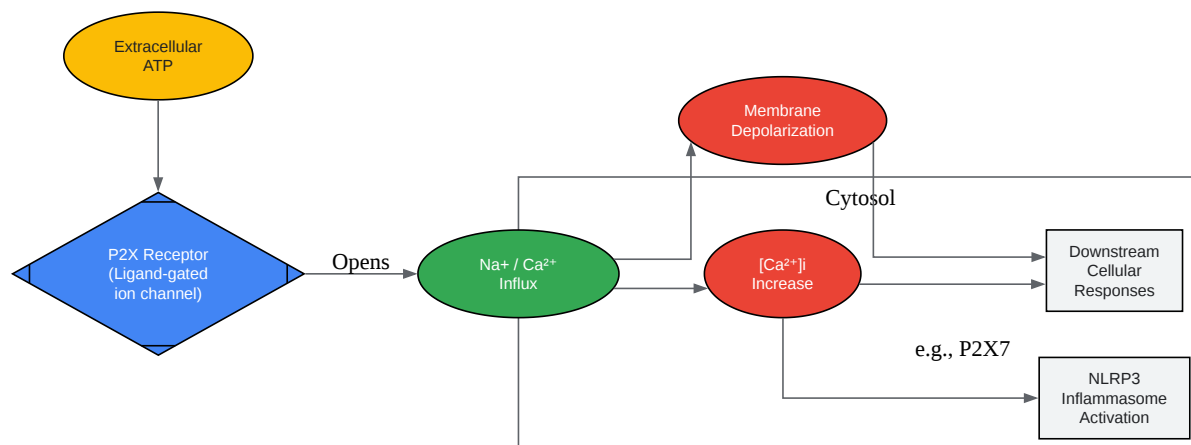 Extracellular
ATP
Membrane
Depolarization
Cytosol
P2X Receptor
(Ligand-gated
ion channel)
Opens
Na+ / Ca²⁺
Influx
[Ca²⁺]i
Increase
Downstream
Cellular
Responses
e.g., P2X7
NLRP3
Inflammasome
Activation